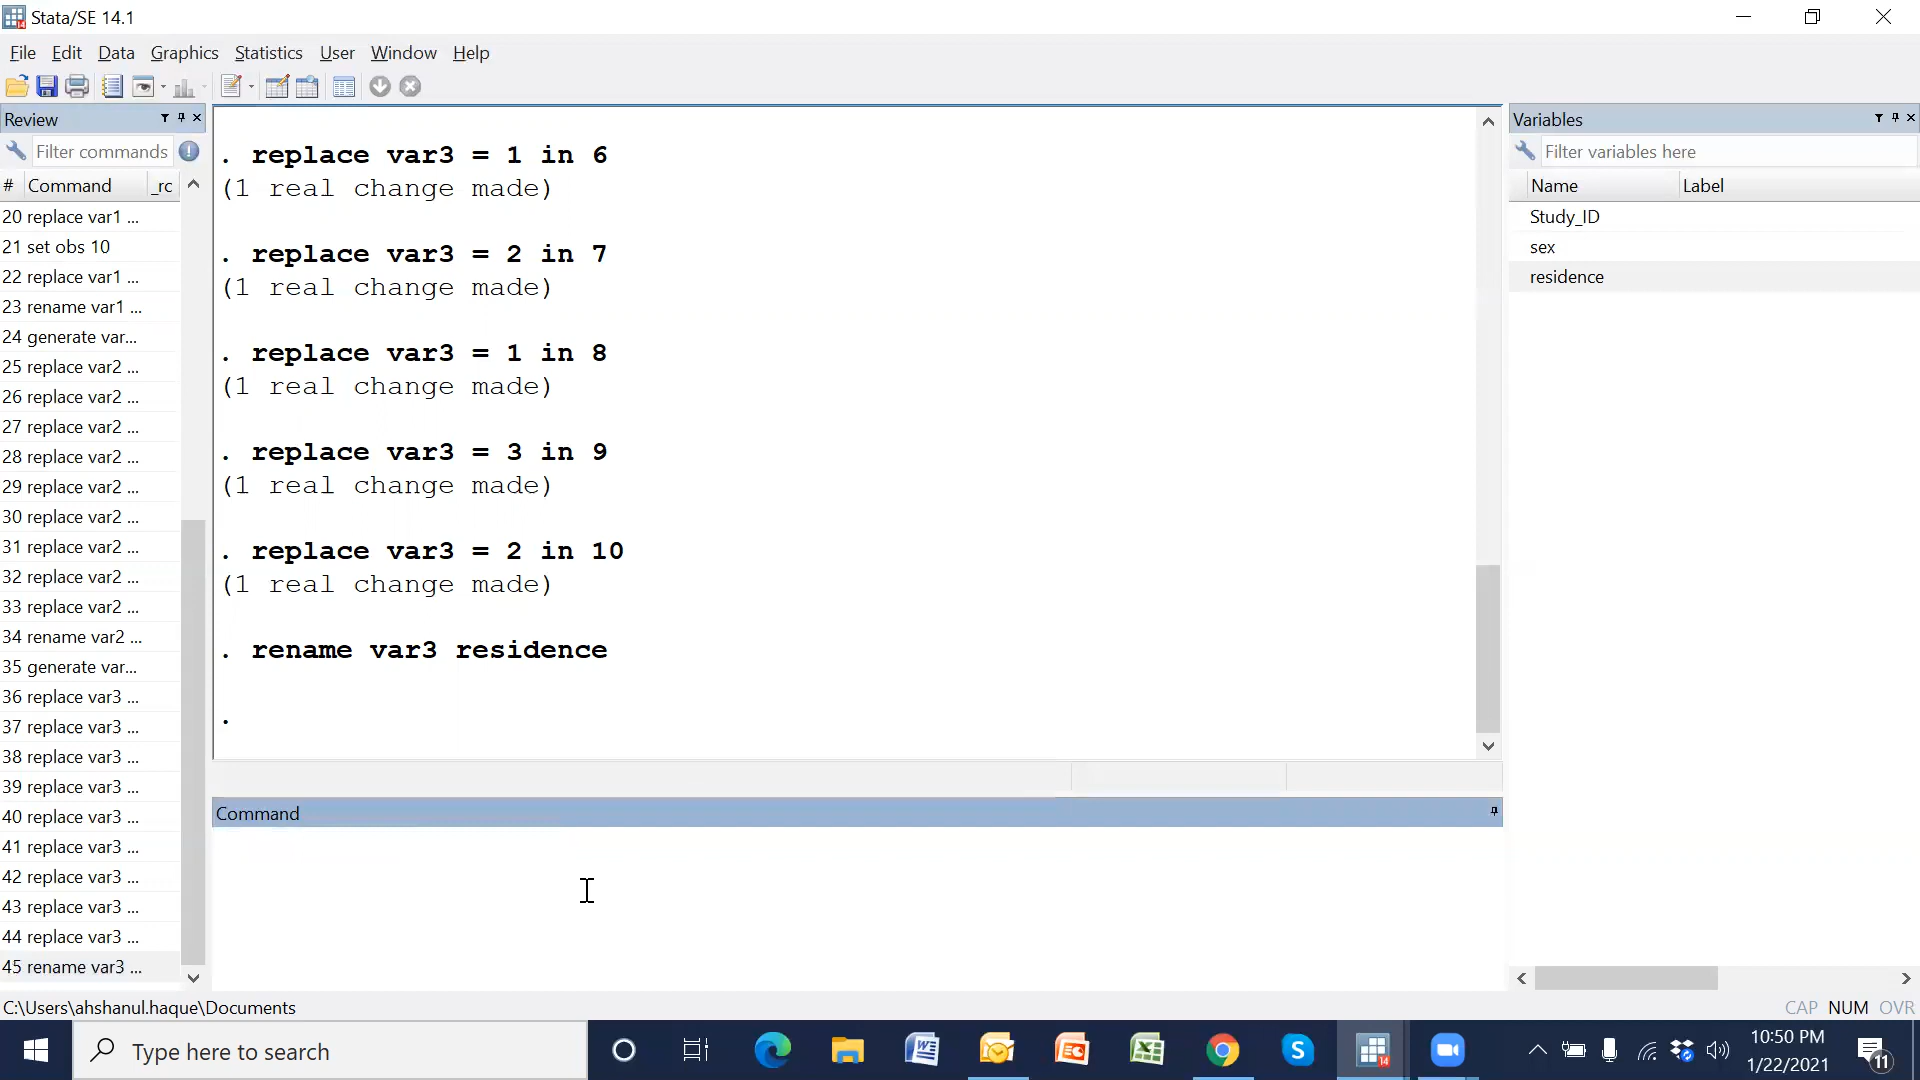 Stata/SE 14.1
File Edit Data Graphics Statistics User Window Help
Review
Filter commands
# Command _rc
20 replace var1 ...
21 set obs 10
22 replace var1 ...
23 rename var1 ...
24 generate var...
25 replace var2 ...
26 replace var2 ...
27 replace var2 ...
28 replace var2 ...
29 replace var2 ...
30 replace var2 ...
31 replace var2 ...
32 replace var2 ...
33 replace var2 ...
34 rename var2 ...
35 generate var...
36 replace var3 ...
37 replace var3 ...
38 replace var3 ...
39 replace var3 ...
40 replace var3 ...
41 replace var3 ...
42 replace var3 ...
43 replace var3 ...
44 replace var3 ...
45 rename var3 ...
. replace var3 = 1 in 6
(1 real change made)
. replace var3 = 2 in 7
(1 real change made)
. replace var3 = 1 in 8
(1 real change made)
. replace var3 = 3 in 9
(1 real change made)
. replace var3 = 2 in 10
(1 real change made)
. rename var3 residence
.
Command
Variables
Filter variables here
Name Label
Study_ID
sex
residence
C:\Users\ahshanul.haque\Documents
CAP NUM OVR
Type here to search
14
10:50 PM
1/22/2021
11